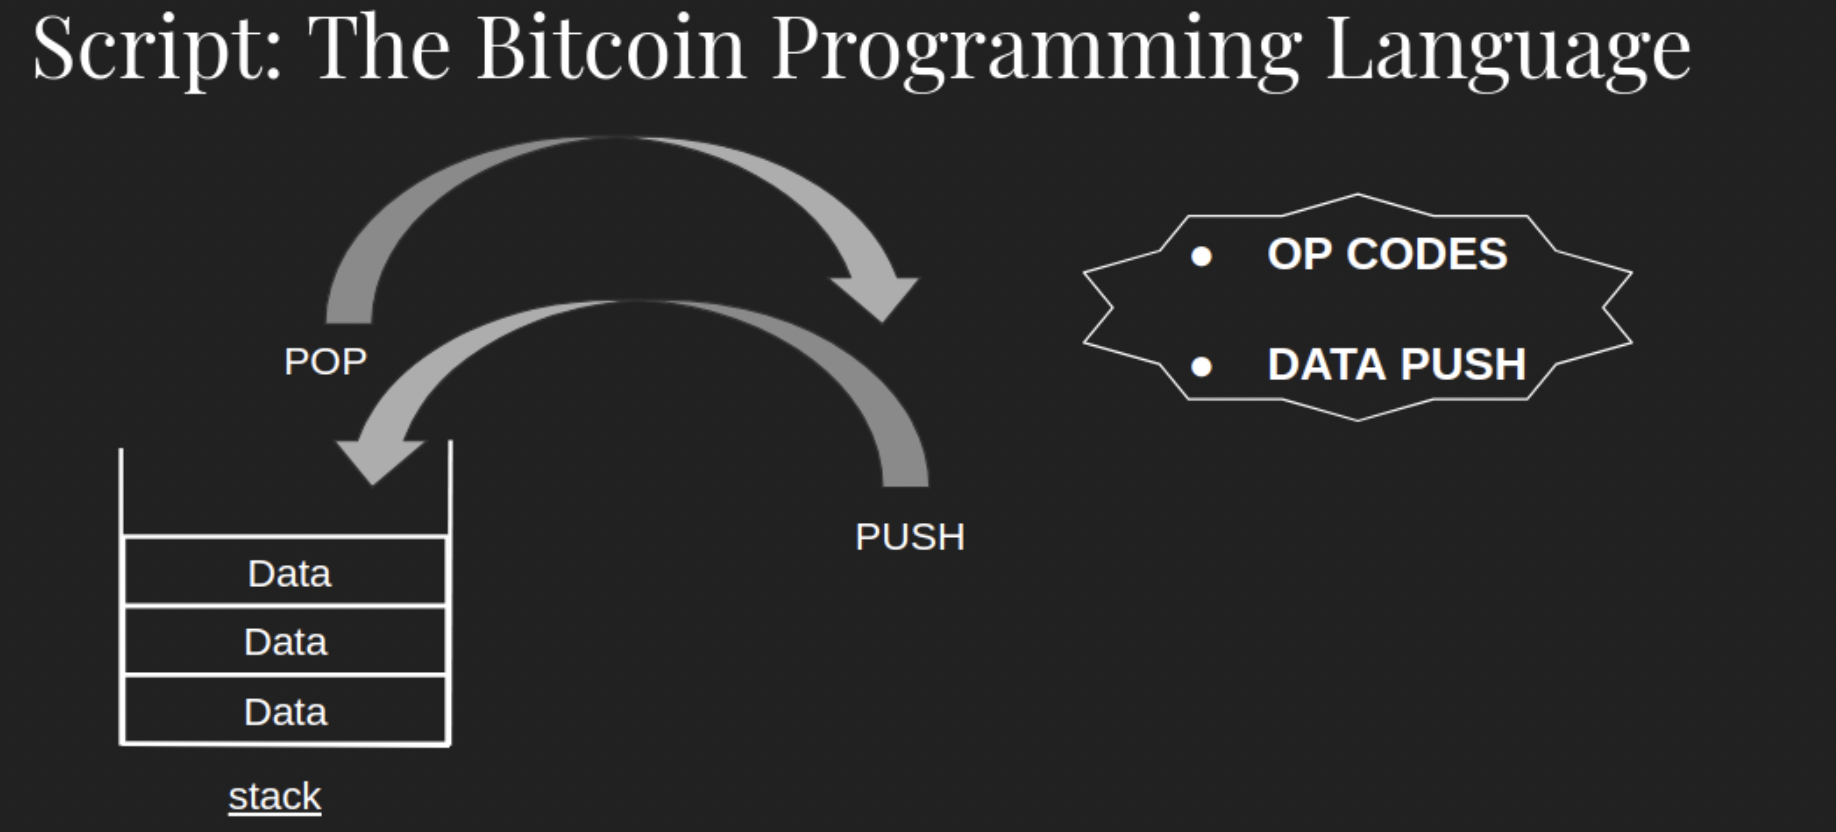 Script: The Bitcoin Programming Language
● OP CODES
● DATA PUSH
POP
PUSH
Data
Data
Data
stack